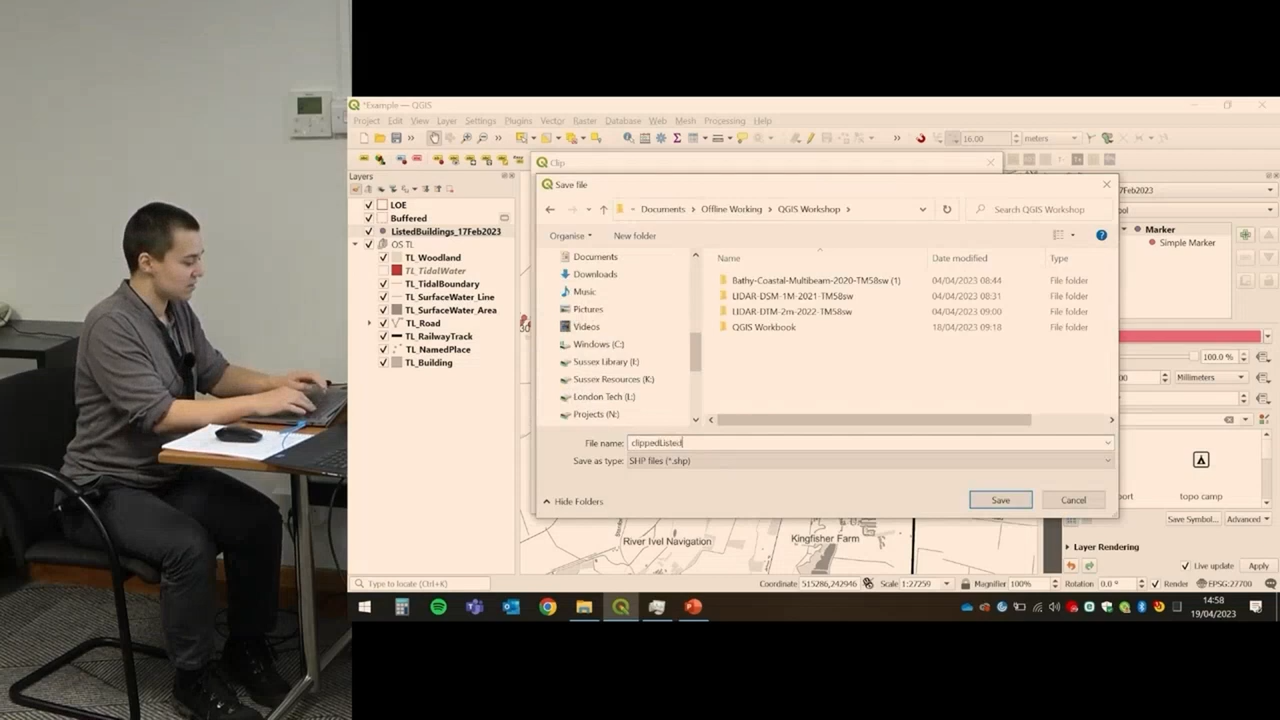 *Example — QGIS
Project Edit View Layer Settings Plugins Vector Raster Database Web Mesh Processing Help
16.00 meters
Clip
Layers
Save file
Documents > Offline Working > QGIS Workshop >
Search QGIS Workshop
Organise
New folder
Name
Date modified
Type
Bathy-Coastal-Multibeam-2020-TM58sw (1) 04/04/2023 08:44 File folder
LIDAR-DSM-1M-2021-TM58sw 04/04/2023 08:31 File folder
LIDAR-DTM-2m-2022-TM58sw 04/04/2023 09:00 File folder
QGIS Workbook 18/04/2023 09:18 File folder
Documents
Downloads
Music
Pictures
Videos
Windows (C:)
Sussex Library (I:)
Sussex Resources (K:)
London Tech (L:)
Projects (N:)
File name: clippedListed
Save as type: SHP files (*.shp)
Hide Folders
Save
Cancel
LOE
Buffered
ListedBuildings_17Feb2023
OS TL
TL_Woodland
TL_TidalWater
TL_TidalBoundary
TL_SurfaceWater_Line
TL_SurfaceWater_Area
TL_Road
TL_RailwayTrack
TL_NamedPlace
TL_Building
7Feb2023
Marker
Simple Marker
100.0 %
Millimeters
topo camp
Save Symbol...
Advanced
Layer Rendering
Live update
Apply
River Ivel Navigation
Kingfisher Farm
Type to locate (Ctrl+K)
Coordinate 515286,242946
Scale 1:27259
Magnifier 100%
Rotation 0.0 °
Render
EPSG:27700
14:58
19/04/2023